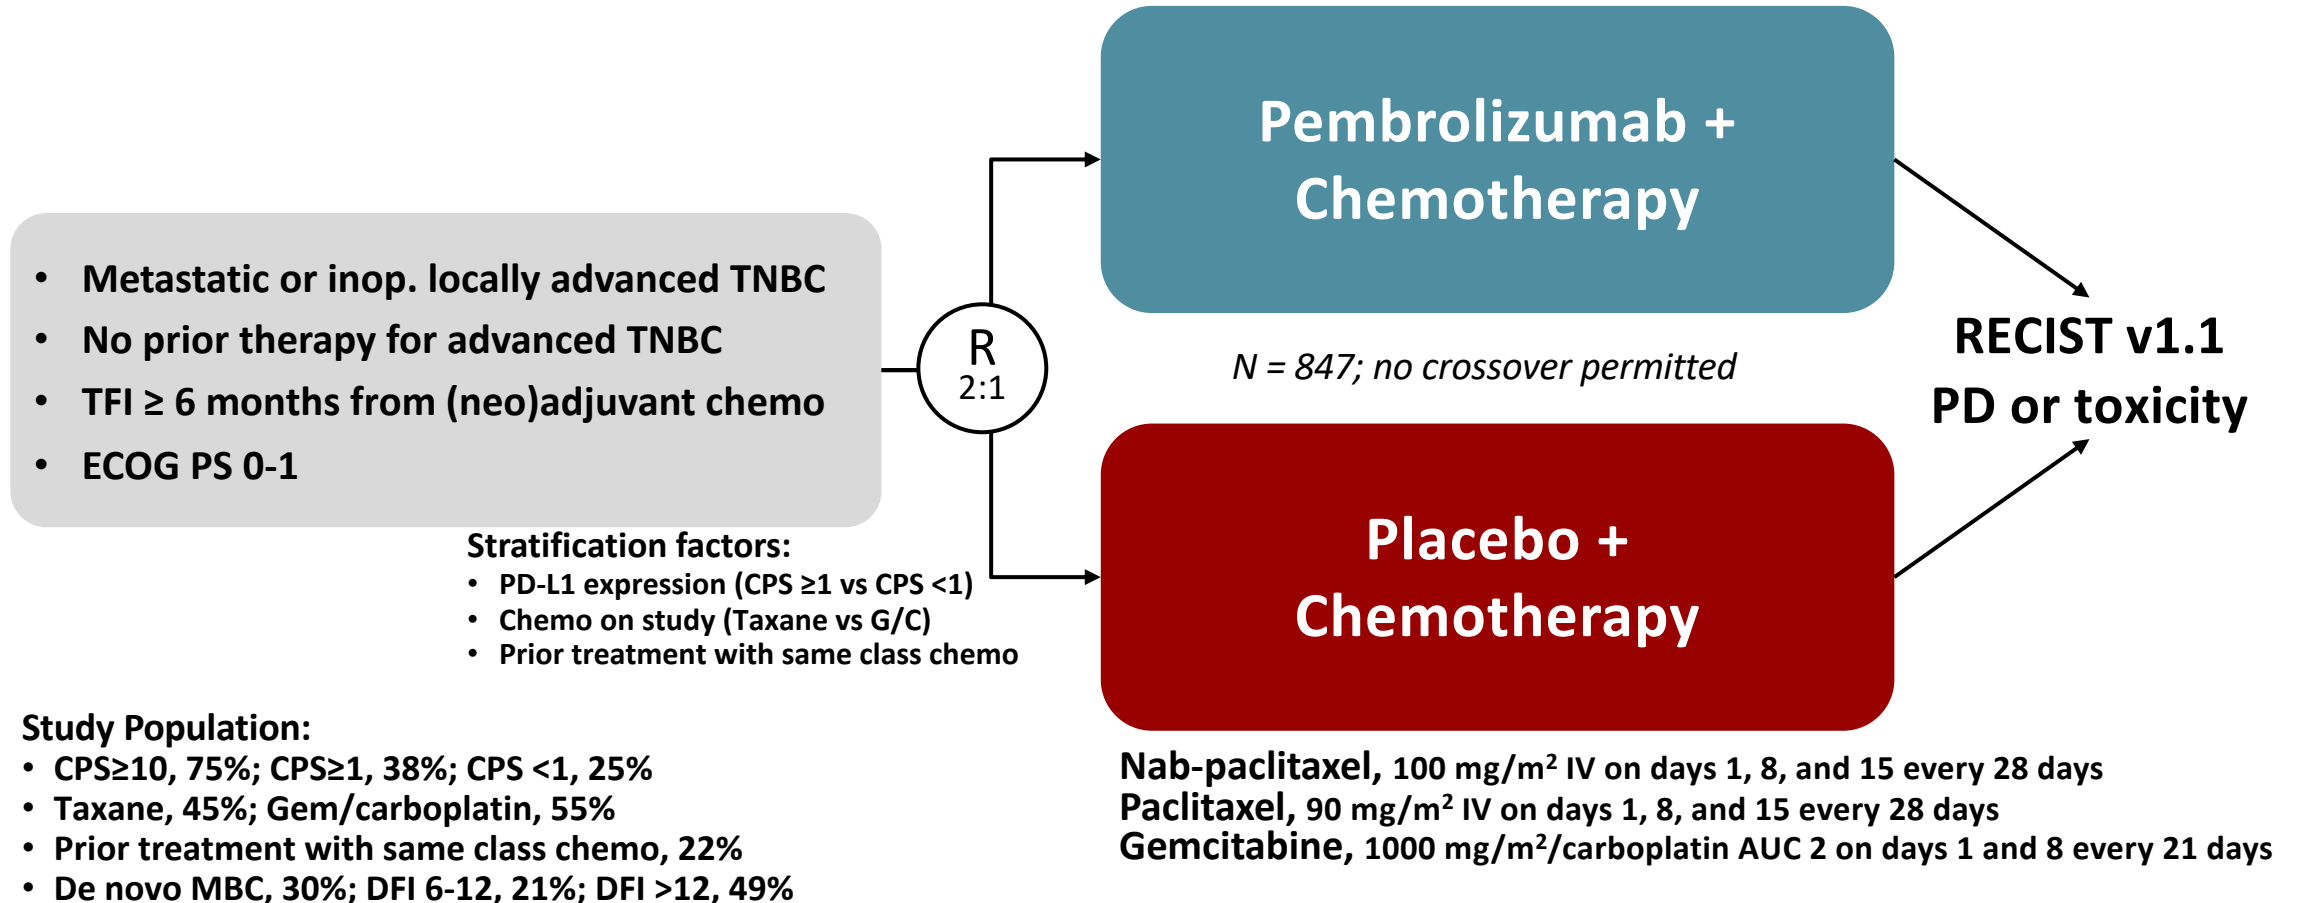 • Metastatic or inop. locally advanced TNBC
• No prior therapy for advanced TNBC
• TFI ≥ 6 months from (neo)adjuvant chemo
• ECOG PS 0-1
R
2:1
Pembrolizumab +
Chemotherapy
N = 847; no crossover permitted
Placebo +
Chemotherapy
RECIST v1.1
PD or toxicity
Stratification factors:
• PD-L1 expression (CPS ≥1 vs CPS <1)
• Chemo on study (Taxane vs G/C)
• Prior treatment with same class chemo
Study Population:
• CPS≥10, 75%; CPS≥1, 38%; CPS <1, 25%
• Taxane, 45%; Gem/carboplatin, 55%
• Prior treatment with same class chemo, 22%
• De novo MBC, 30%; DFI 6-12, 21%; DFI >12, 49%
Nab-paclitaxel, 100 mg/m² IV on days 1, 8, and 15 every 28 days
Paclitaxel, 90 mg/m² IV on days 1, 8, and 15 every 28 days
Gemcitabine, 1000 mg/m²/carboplatin AUC 2 on days 1 and 8 every 21 days